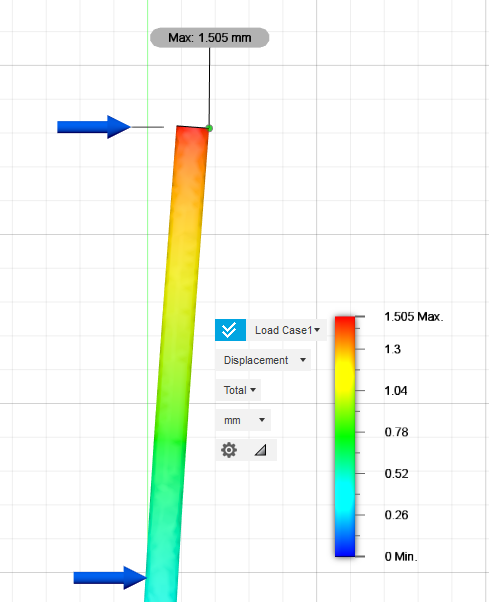 Max: 1.505 mm
Load Case1
Displacement
Total
mm
1.505 Max.
1.3
1.04
0.78
0.52
0.26
0 Min.